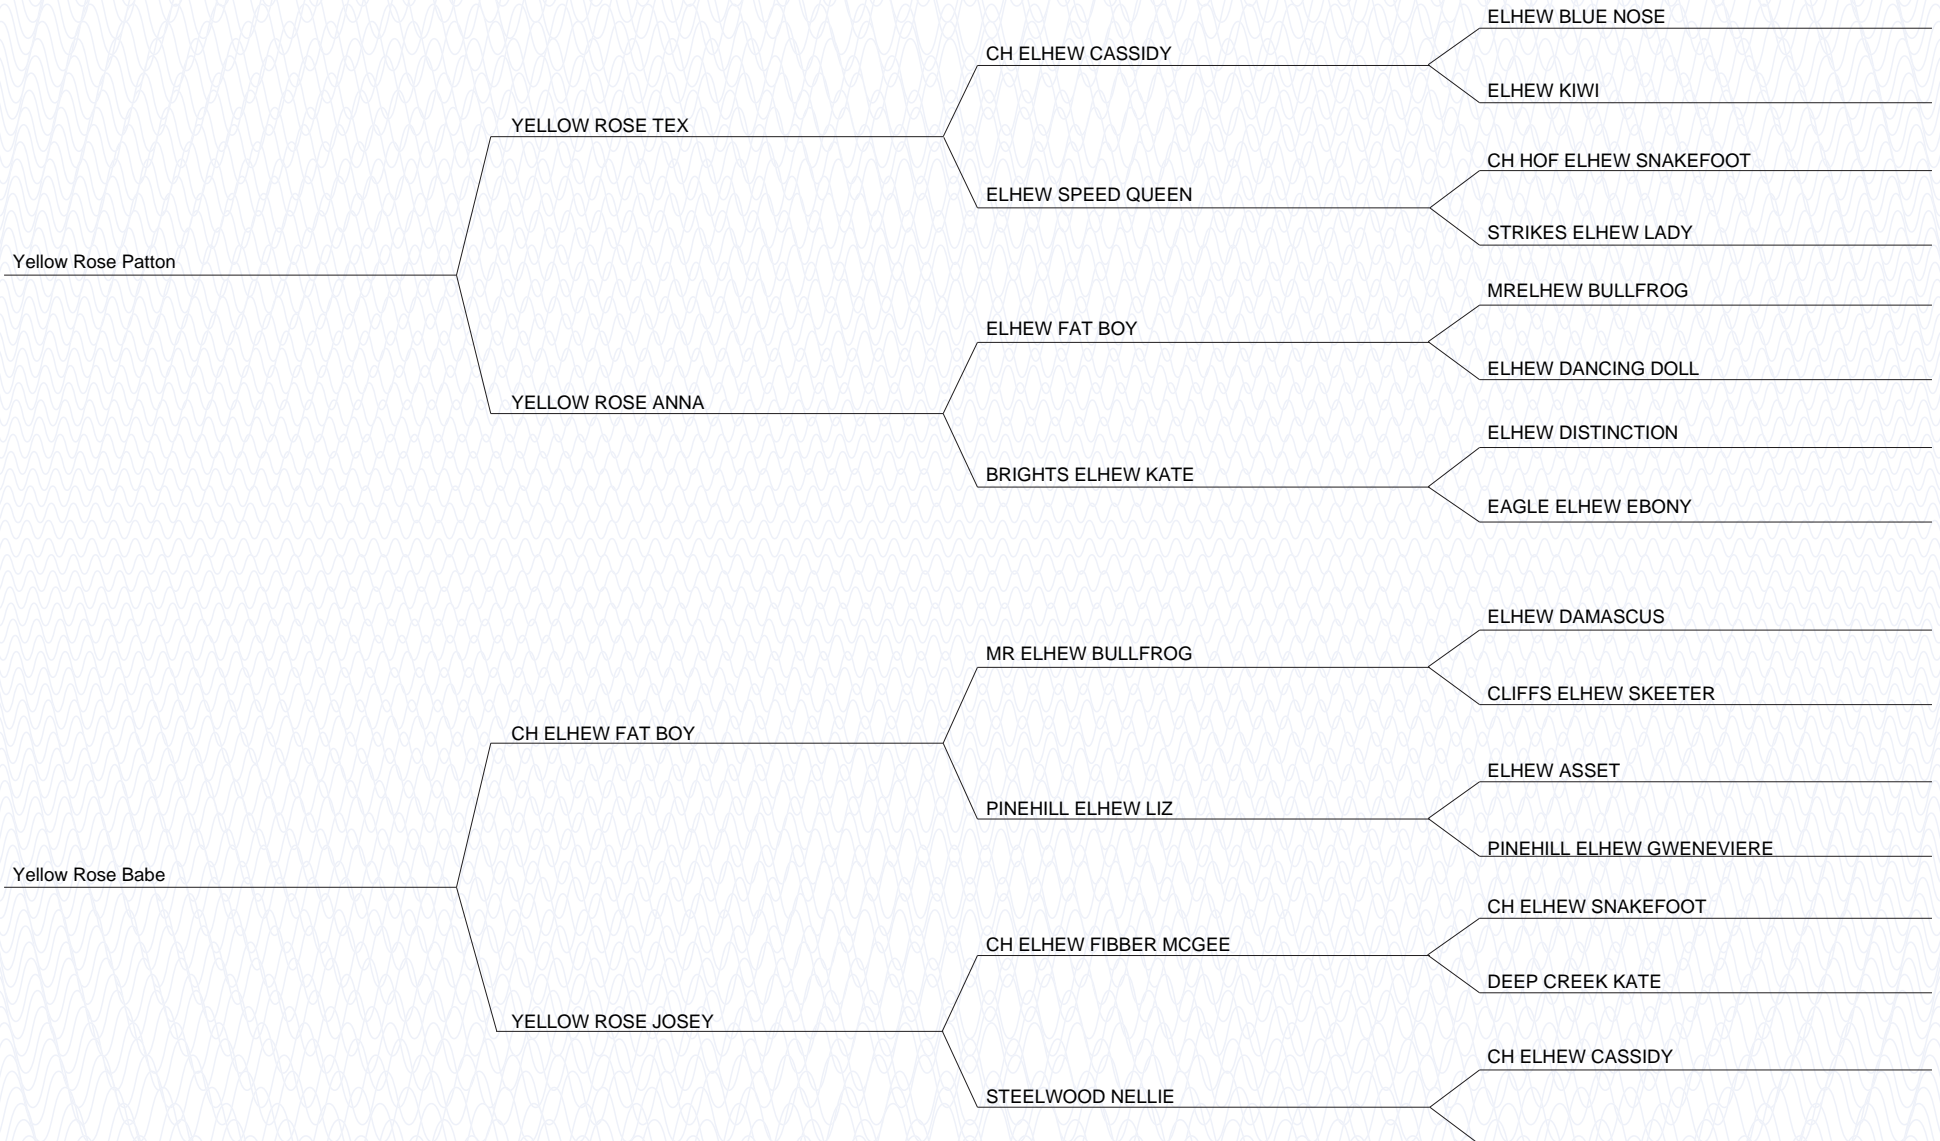 ELHEW BLUE NOSE
CH ELHEW CASSIDY
ELHEW KIWI
YELLOW ROSE TEX
CH HOF ELHEW SNAKEFOOT
ELHEW SPEED QUEEN
STRIKES ELHEW LADY
Yellow Rose Patton
MRELHEW BULLFROG
ELHEW FAT BOY
ELHEW DANCING DOLL
YELLOW ROSE ANNA
ELHEW DISTINCTION
BRIGHTS ELHEW KATE
EAGLE ELHEW EBONY
ELHEW DAMASCUS
MR ELHEW BULLFROG
CLIFFS ELHEW SKEETER
CH ELHEW FAT BOY
ELHEW ASSET
PINEHILL ELHEW LIZ
PINEHILL ELHEW GWENEVIERE
Yellow Rose Babe
CH ELHEW SNAKEFOOT
CH ELHEW FIBBER MCGEE
DEEP CREEK KATE
YELLOW ROSE JOSEY
CH ELHEW CASSIDY
STEELWOOD NELLIE